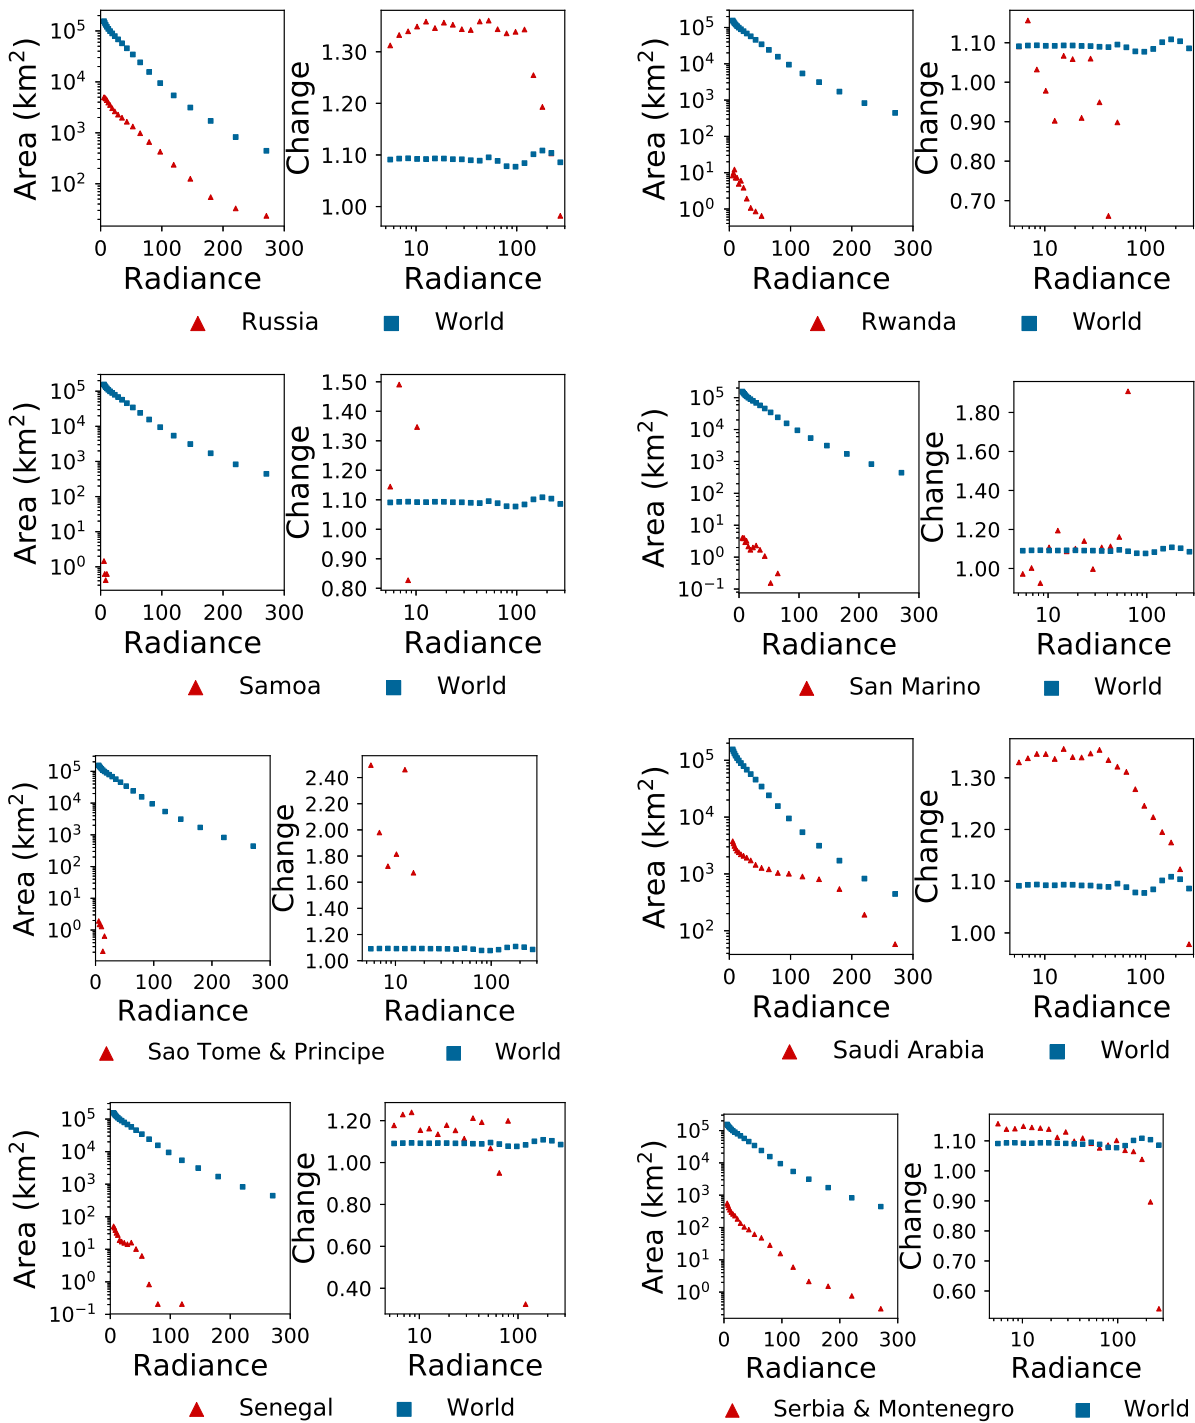 Area (km²)
10⁵
10⁴
10³
10²
0 100 200 300
Radiance
Change
1.30
1.20
1.10
1.00
10 100
Radiance
Russia World
Area (km²)
10⁵
10⁴
10³
10²
10¹
10⁰
0 100 200 300
Radiance
Change
1.10
1.00
0.90
0.80
0.70
10 100
Radiance
Rwanda World
Area (km²)
10⁵
10⁴
10³
10²
10¹
10⁰
0 100 200 300
Radiance
Change
1.50
1.40
1.30
1.20
1.10
1.00
0.90
0.80
10 100
Radiance
Samoa World
Area (km²)
10⁵
10⁴
10³
10²
10¹
10⁰
10⁻¹
0 100 200 300
Radiance
Change
1.80
1.60
1.40
1.20
1.00
10 100
Radiance
San Marino World
Area (km²)
10⁵
10⁴
10³
10²
10¹
10⁰
0 100 200 300
Radiance
Change
2.40
2.20
2.00
1.80
1.60
1.40
1.20
1.00
10 100
Radiance
Sao Tome & Principe World
Area (km²)
10⁵
10⁴
10³
10²
0 100 200 300
Radiance
Change
1.30
1.20
1.10
1.00
10 100
Radiance
Saudi Arabia World
Area (km²)
10⁵
10⁴
10³
10²
10¹
10⁰
10⁻¹
0 100 200 300
Radiance
Change
1.20
1.00
0.80
0.60
0.40
10 100
Radiance
Senegal World
Area (km²)
10⁵
10⁴
10³
10²
10¹
10⁰
0 100 200 300
Radiance
Change
1.10
1.00
0.90
0.80
0.70
0.60
10 100
Radiance
Serbia & Montenegro World